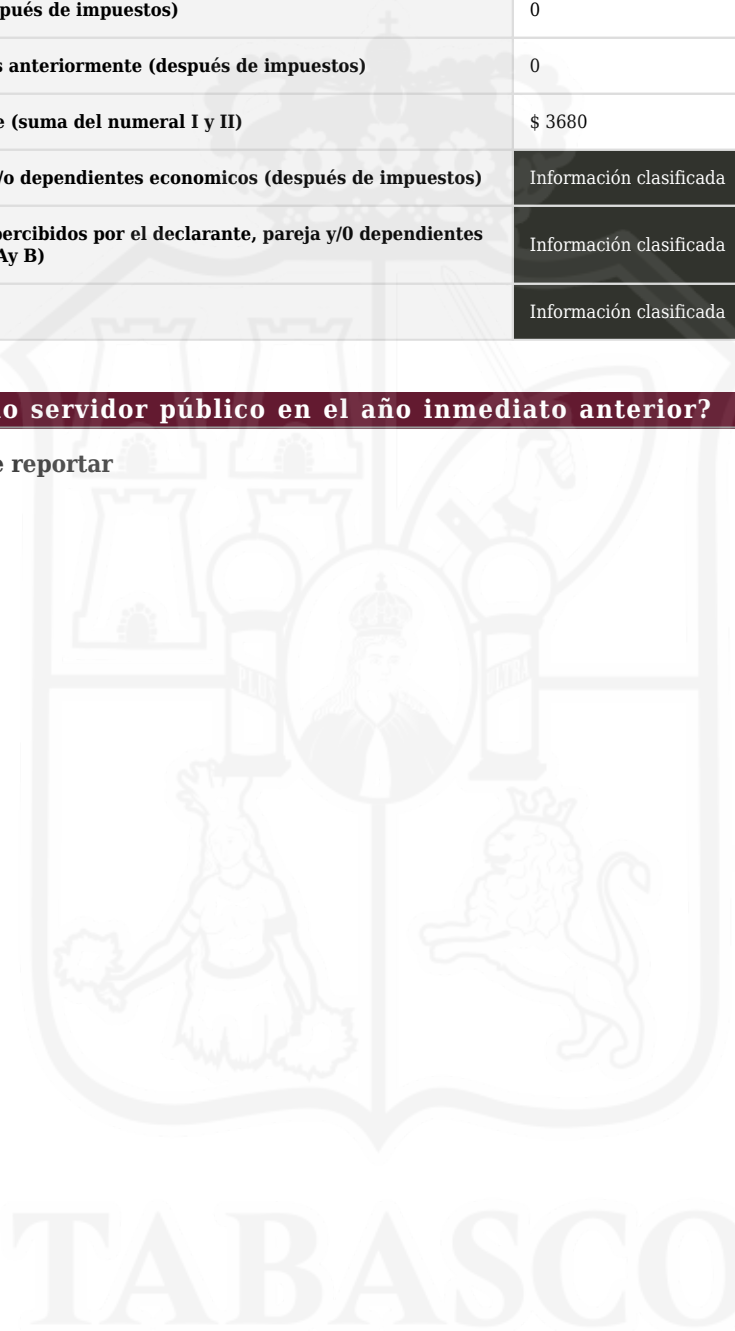 pués de impuestos) 0
s anteriormente (después de impuestos) 0
e (suma del numeral I y II) $ 3680
/o dependientes economicos (después de impuestos) Información clasificada
percibidos por el declarante, pareja y/0 dependientes
Ay B) Información clasificada
Información clasificada
o servidor público en el año inmediato anterior?
e reportar
PLUS ULTRA
TABASCO